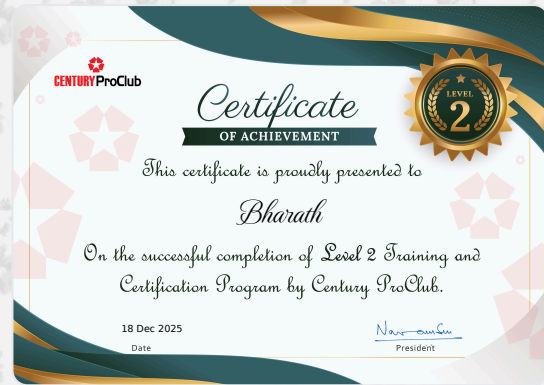 CENTURY ProClub
LEVEL
2
Certificate
OF ACHIEVEMENT
This certificate is proudly presented to
Bharath
On the successful completion of Level 2 Training and
Certification Program by Century ProClub.
18 Dec 2025
Date
President